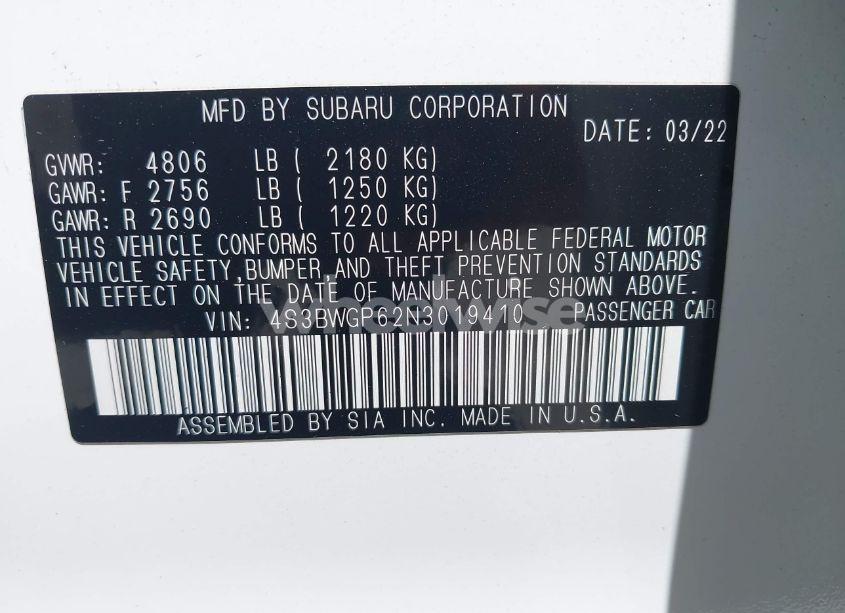 MFD BY SUBARU CORPORATION
DATE: 03/22
GVWR: 4806 LB ( 2180 KG)
GAWR: F 2756 LB ( 1250 KG)
GAWR: R 2690 LB ( 1220 KG)
THIS VEHICLE CONFORMS TO ALL APPLICABLE FEDERAL MOTOR
VEHICLE SAFETY,BUMPER,AND THEFT PREVENTION STANDARDS
IN EFFECT ON THE DATE OF MANUFACTURE SHOWN ABOVE.
VIN: 4S3BWGP62N3019410 PASSENGER CAR
wheelwise
ASSEMBLED BY SIA INC. MADE IN U.S.A.